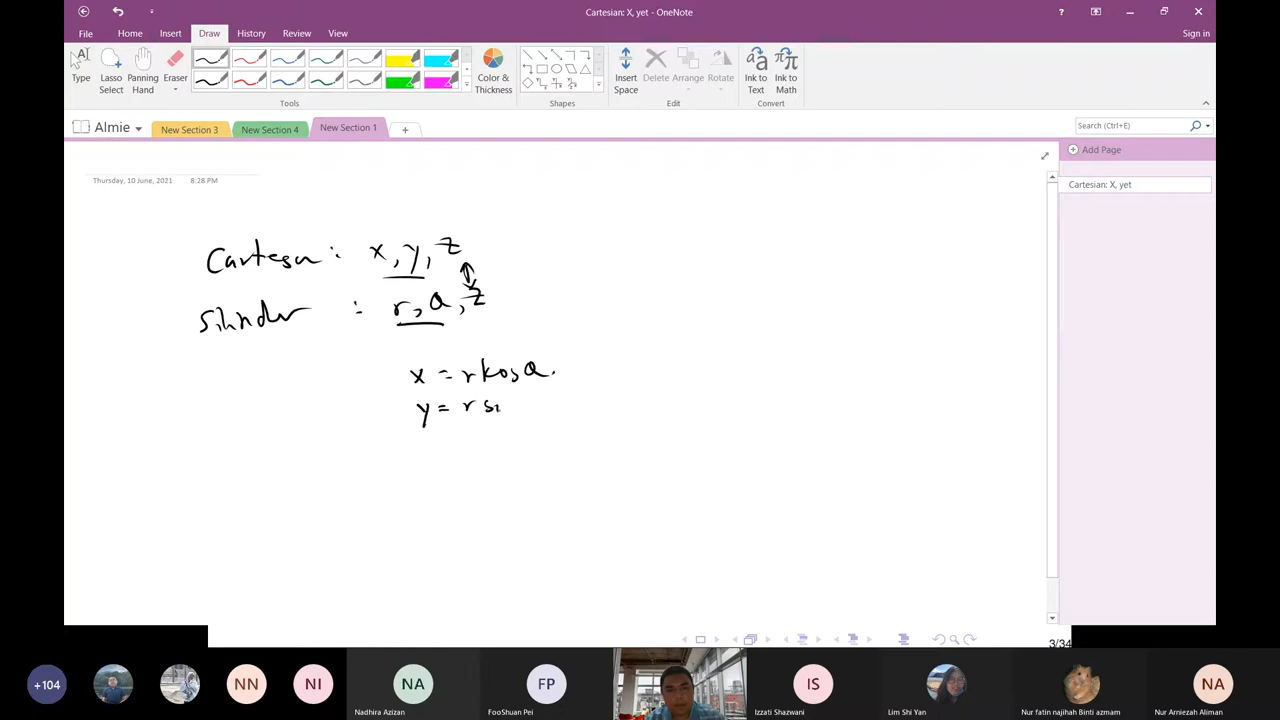 Cartesian: X, yet - OneNote
Sign in
File Home Insert Draw History Review View
Type
Lasso Select
Panning Hand
Eraser
Color & Thickness
Insert Space
Delete
Arrange
Rotate
Ink to Text
Ink to Math
Tools
Shapes
Edit
Convert
Almie
New Section 3
New Section 4
New Section 1
Search (Ctrl+E)
Add Page
Thursday, 10 June, 2021 8:28 PM
Cartesian: X, yet
Cartesan : x, y, z
Silinder : r, θ, z
x = r kos θ.
y = r si
3/34
+104
NN
NI
NA
FP
IS
NA
Nadhira Azizan
FooShuan Pei
Izzati Shazwani
Lim Shi Yan
Nur fatin najihah Binti azmam
Nur Arniezah Aliman